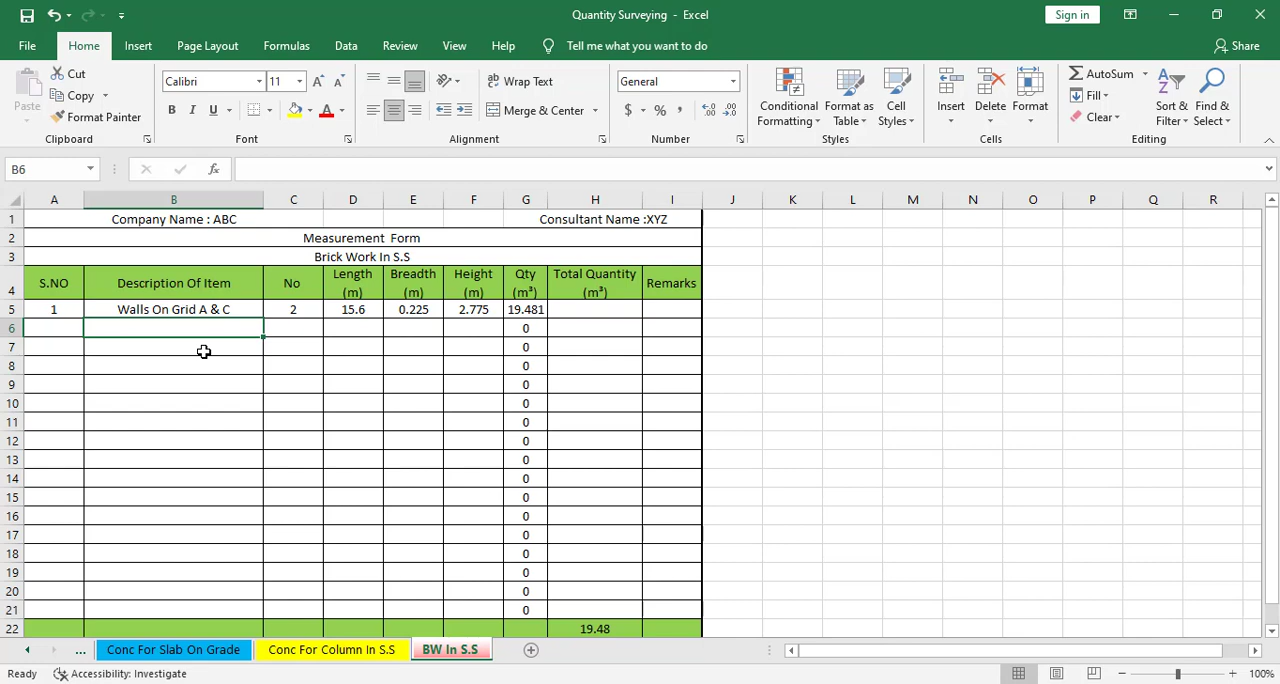 Quantity Surveying - Excel
Sign in
File Home Insert Page Layout Formulas Data Review View Help Tell me what you want to do Share
Paste Cut Calibri 11 Wrap Text General Conditional Formatting Format as Table Cell Styles Insert Delete Format AutoSum Sort & Filter Find & Select
Copy Fill
Format Painter B I U Merge & Center $ % , Clear
Clipboard Font Alignment Number Styles Cells Editing
B6 fx
A B C D E F G H I J K L M N O P Q R
1 Company Name : ABC Consultant Name :XYZ
2 Measurement Form
3 Brick Work In S.S
4 S.NO Description Of Item No Length (m) Breadth (m) Height (m) Qty (m³) Total Quantity (m³) Remarks
5 1 Walls On Grid A & C 2 15.6 0.225 2.775 19.481
6 0
7 0
8 0
9 0
10 0
11 0
12 0
13 0
14 0
15 0
16 0
17 0
18 0
19 0
20 0
21 0
22 19.48
... Conc For Slab On Grade Conc For Column In S.S BW In S.S
Ready Accessibility: Investigate 100%